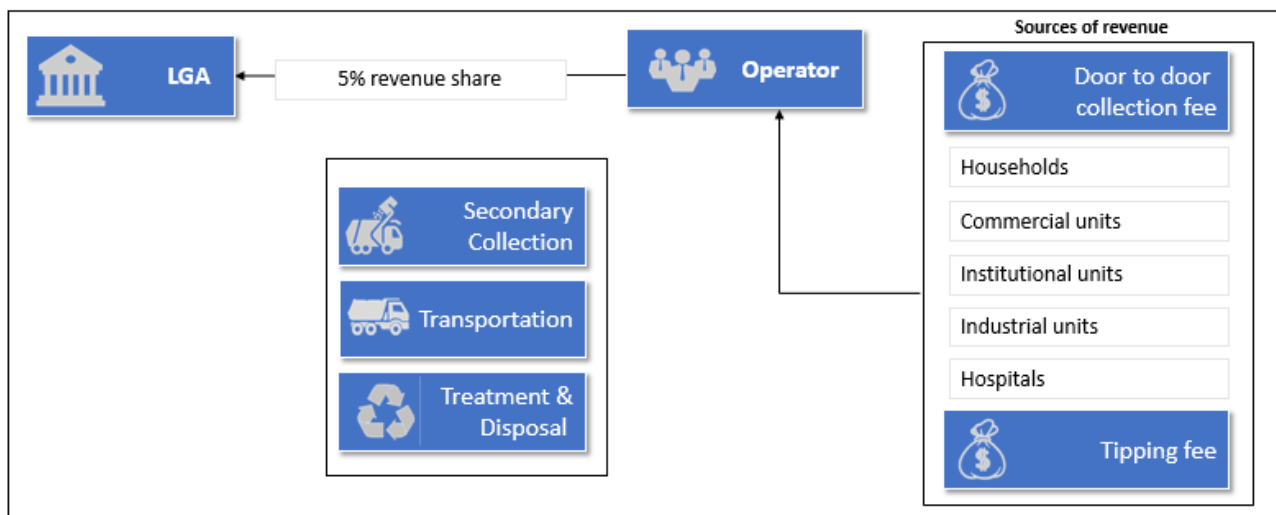 Sources of revenue
LGA
5% revenue share
Operator
Door to door
collection fee
Households
Commercial units
Institutional units
Industrial units
Hospitals
Tipping fee
Secondary
Collection
Transportation
Treatment &
Disposal